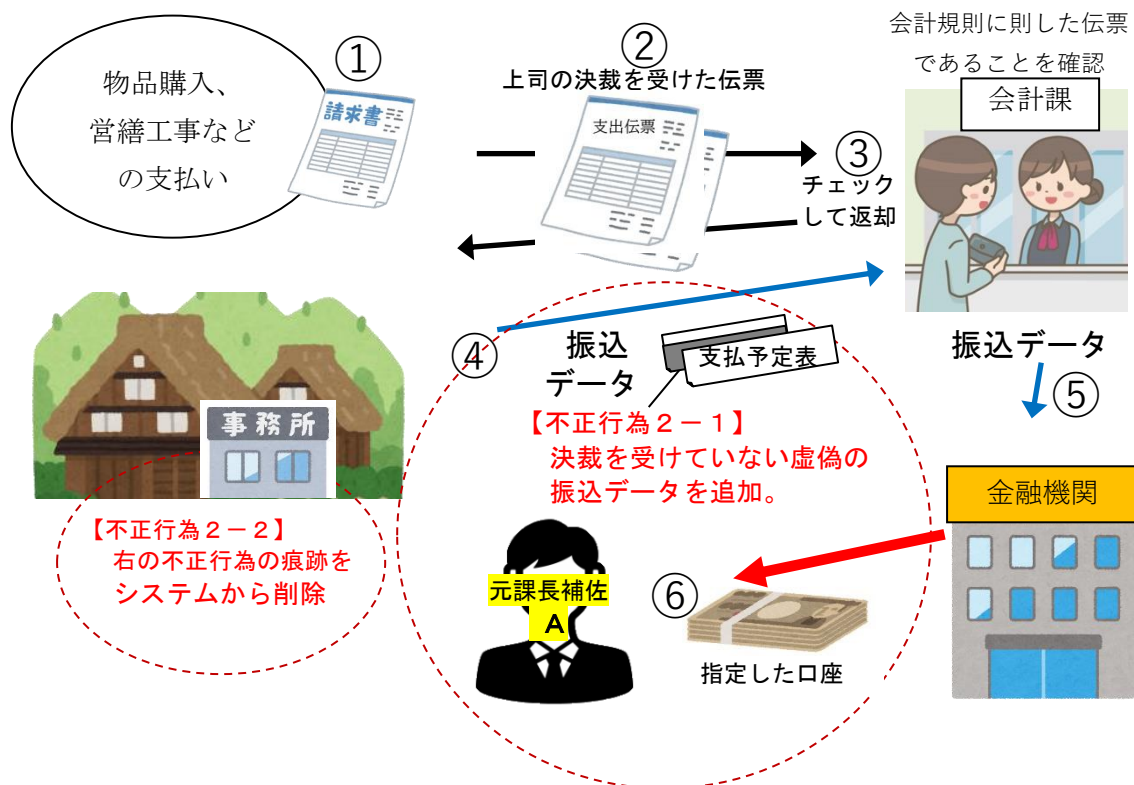 物品購入、
営繕工事など
の支払い
①
請求書
②
上司の決裁を受けた伝票
支出伝票
③
チェック
して返却
会計規則に則した伝票
であることを確認
会計課
④
振込
データ
支払予定表
【不正行為２－１】
決裁を受けていない虚偽の
振込データを追加。
振込データ
⑤
事務所
【不正行為２－２】
右の不正行為の痕跡を
システムから削除
元課長補佐
A
⑥
指定した口座
金融機関